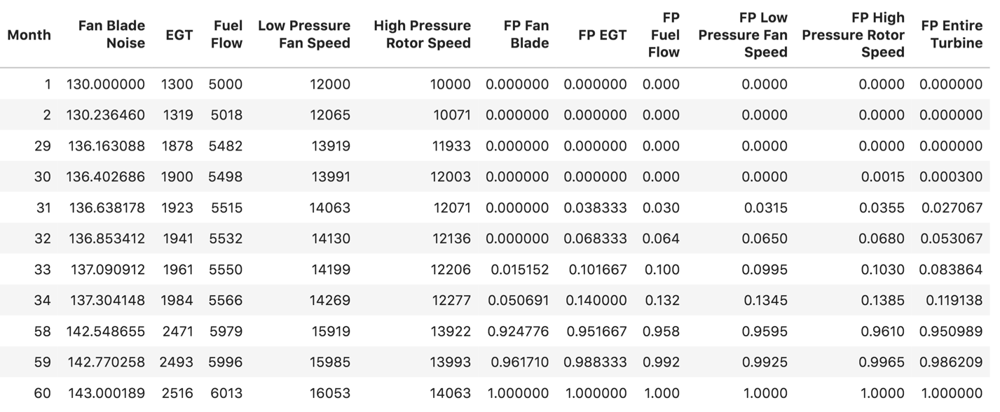 Month Fan Blade Noise EGT Fuel Flow Low Pressure Fan Speed High Pressure Rotor Speed FP Fan Blade FP EGT FP Fuel Flow FP Low Pressure Fan Speed FP High Pressure Rotor Speed FP Entire Turbine
1 130.000000 1300 5000 12000 10000 0.000000 0.000000 0.000 0.0000 0.0000 0.000000
2 130.236460 1319 5018 12065 10071 0.000000 0.000000 0.000 0.0000 0.0000 0.000000
29 136.163088 1878 5482 13919 11933 0.000000 0.000000 0.000 0.0000 0.0000 0.000000
30 136.402686 1900 5498 13991 12003 0.000000 0.000000 0.000 0.0000 0.0015 0.000300
31 136.638178 1923 5515 14063 12071 0.000000 0.038333 0.030 0.0315 0.0355 0.027067
32 136.853412 1941 5532 14130 12136 0.000000 0.068333 0.064 0.0650 0.0680 0.053067
33 137.090912 1961 5550 14199 12206 0.015152 0.101667 0.100 0.0995 0.1030 0.083864
34 137.304148 1984 5566 14269 12277 0.050691 0.140000 0.132 0.1345 0.1385 0.119138
58 142.548655 2471 5979 15919 13922 0.924776 0.951667 0.958 0.9595 0.9610 0.950989
59 142.770258 2493 5996 15985 13993 0.961710 0.988333 0.992 0.9925 0.9965 0.986209
60 143.000189 2516 6013 16053 14063 1.000000 1.000000 1.000 1.0000 1.0000 1.000000